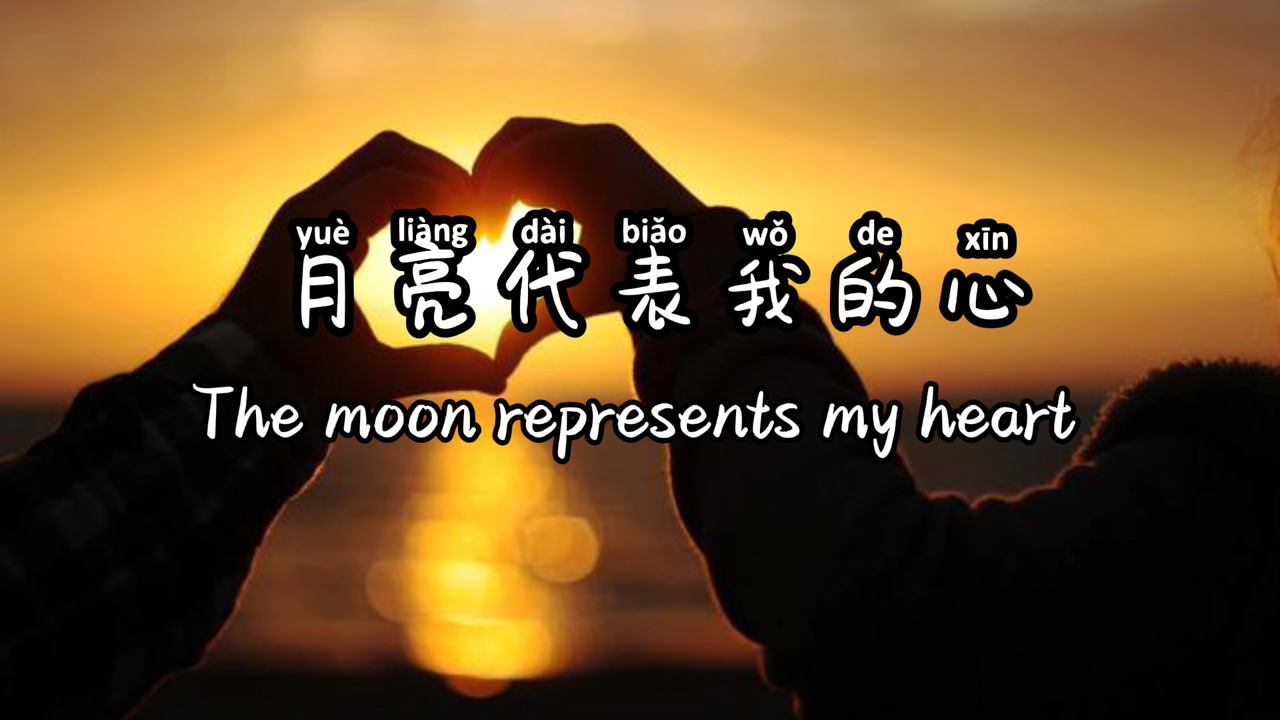 yuè liàng dài biǎo wǒ de xīn
月亮代表我的心
The moon represents my heart